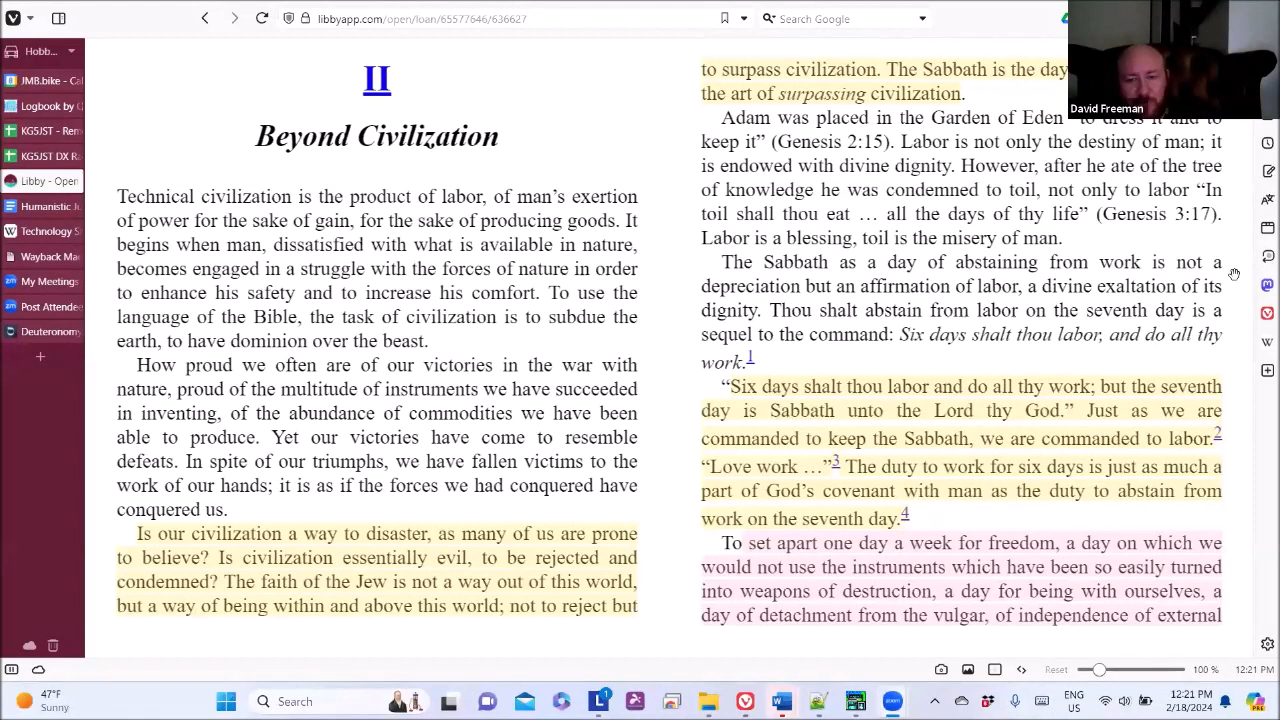 libbyapp.com/open/loan/65577646/636627
Search Google
David Freeman
Hobb...
JMB.bike - Cal
Logbook by Q
KG5JST - Rem
KG5JST DX Ra
Libby - Open
Humanistic J
Technology S
Wayback Mac
My Meetings
Post Attende
Deuteronomy
II
Beyond Civilization
Technical civilization is the product of labor, of man's exertion
of power for the sake of gain, for the sake of producing goods. It
begins when man, dissatisfied with what is available in nature,
becomes engaged in a struggle with the forces of nature in order
to enhance his safety and to increase his comfort. To use the
language of the Bible, the task of civilization is to subdue the
earth, to have dominion over the beast.
How proud we often are of our victories in the war with
nature, proud of the multitude of instruments we have succeeded
in inventing, of the abundance of commodities we have been
able to produce. Yet our victories have come to resemble
defeats. In spite of our triumphs, we have fallen victims to the
work of our hands; it is as if the forces we had conquered have
conquered us.
Is our civilization a way to disaster, as many of us are prone
to believe? Is civilization essentially evil, to be rejected and
condemned? The faith of the Jew is not a way out of this world,
but a way of being within and above this world; not to reject but
to surpass civilization. The Sabbath is the day
the art of surpassing civilization.
Adam was placed in the Garden of Eden "to dress it and to
keep it" (Genesis 2:15). Labor is not only the destiny of man; it
is endowed with divine dignity. However, after he ate of the tree
of knowledge he was condemned to toil, not only to labor "In
toil shall thou eat … all the days of thy life" (Genesis 3:17).
Labor is a blessing, toil is the misery of man.
The Sabbath as a day of abstaining from work is not a
depreciation but an affirmation of labor, a divine exaltation of its
dignity. Thou shalt abstain from labor on the seventh day is a
sequel to the command: Six days shalt thou labor, and do all thy
work.1
"Six days shalt thou labor and do all thy work; but the seventh
day is Sabbath unto the Lord thy God." Just as we are
commanded to keep the Sabbath, we are commanded to labor.2
"Love work …"3 The duty to work for six days is just as much a
part of God's covenant with man as the duty to abstain from
work on the seventh day.4
To set apart one day a week for freedom, a day on which we
would not use the instruments which have been so easily turned
into weapons of destruction, a day for being with ourselves, a
day of detachment from the vulgar, of independence of external
Reset 100 % 12:21 PM
47°F
Sunny
Search
ENG
US
12:21 PM
2/18/2024